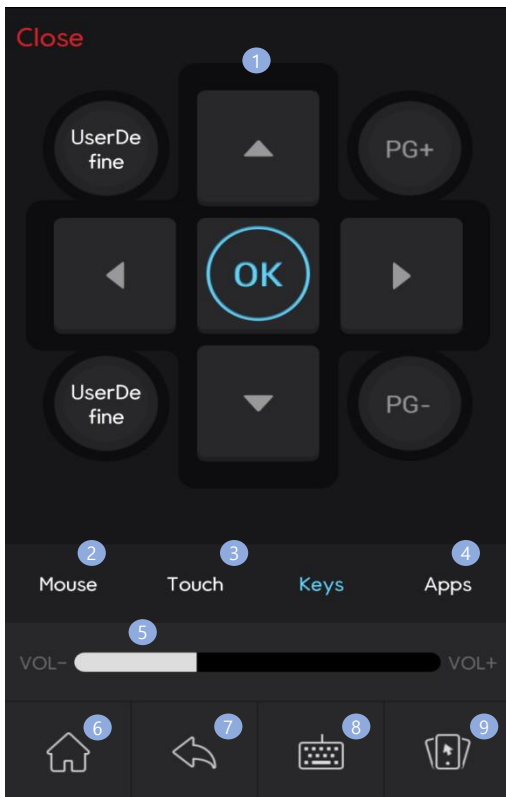 Close
1
UserDe
fine
PG+
OK
UserDe
fine
PG-
2 3 4
Mouse Touch Keys Apps
5
VOL- VOL+
6 7 8 9